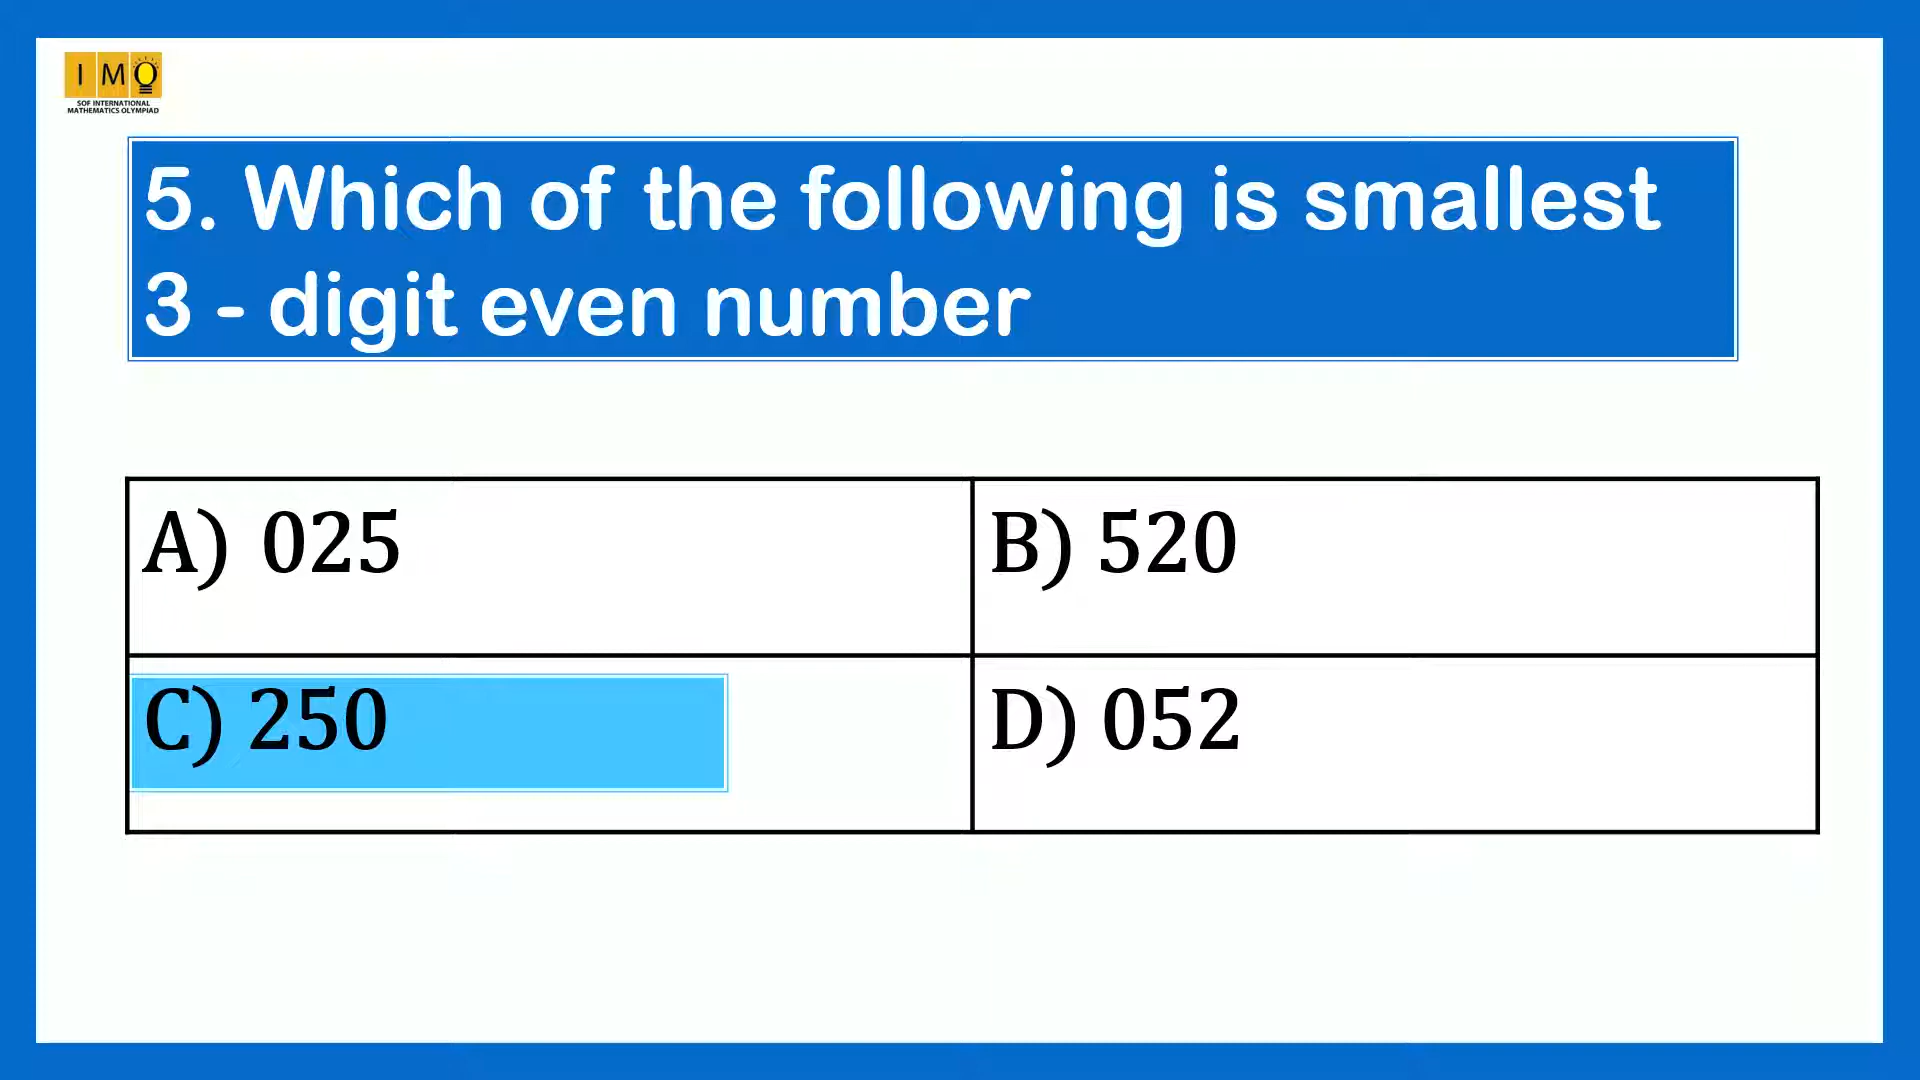 IMO
SOF INTERNATIONAL
MATHEMATICS OLYMPIAD
5. Which of the following is smallest
3 - digit even number
A) 025
B) 520
C) 250
D) 052